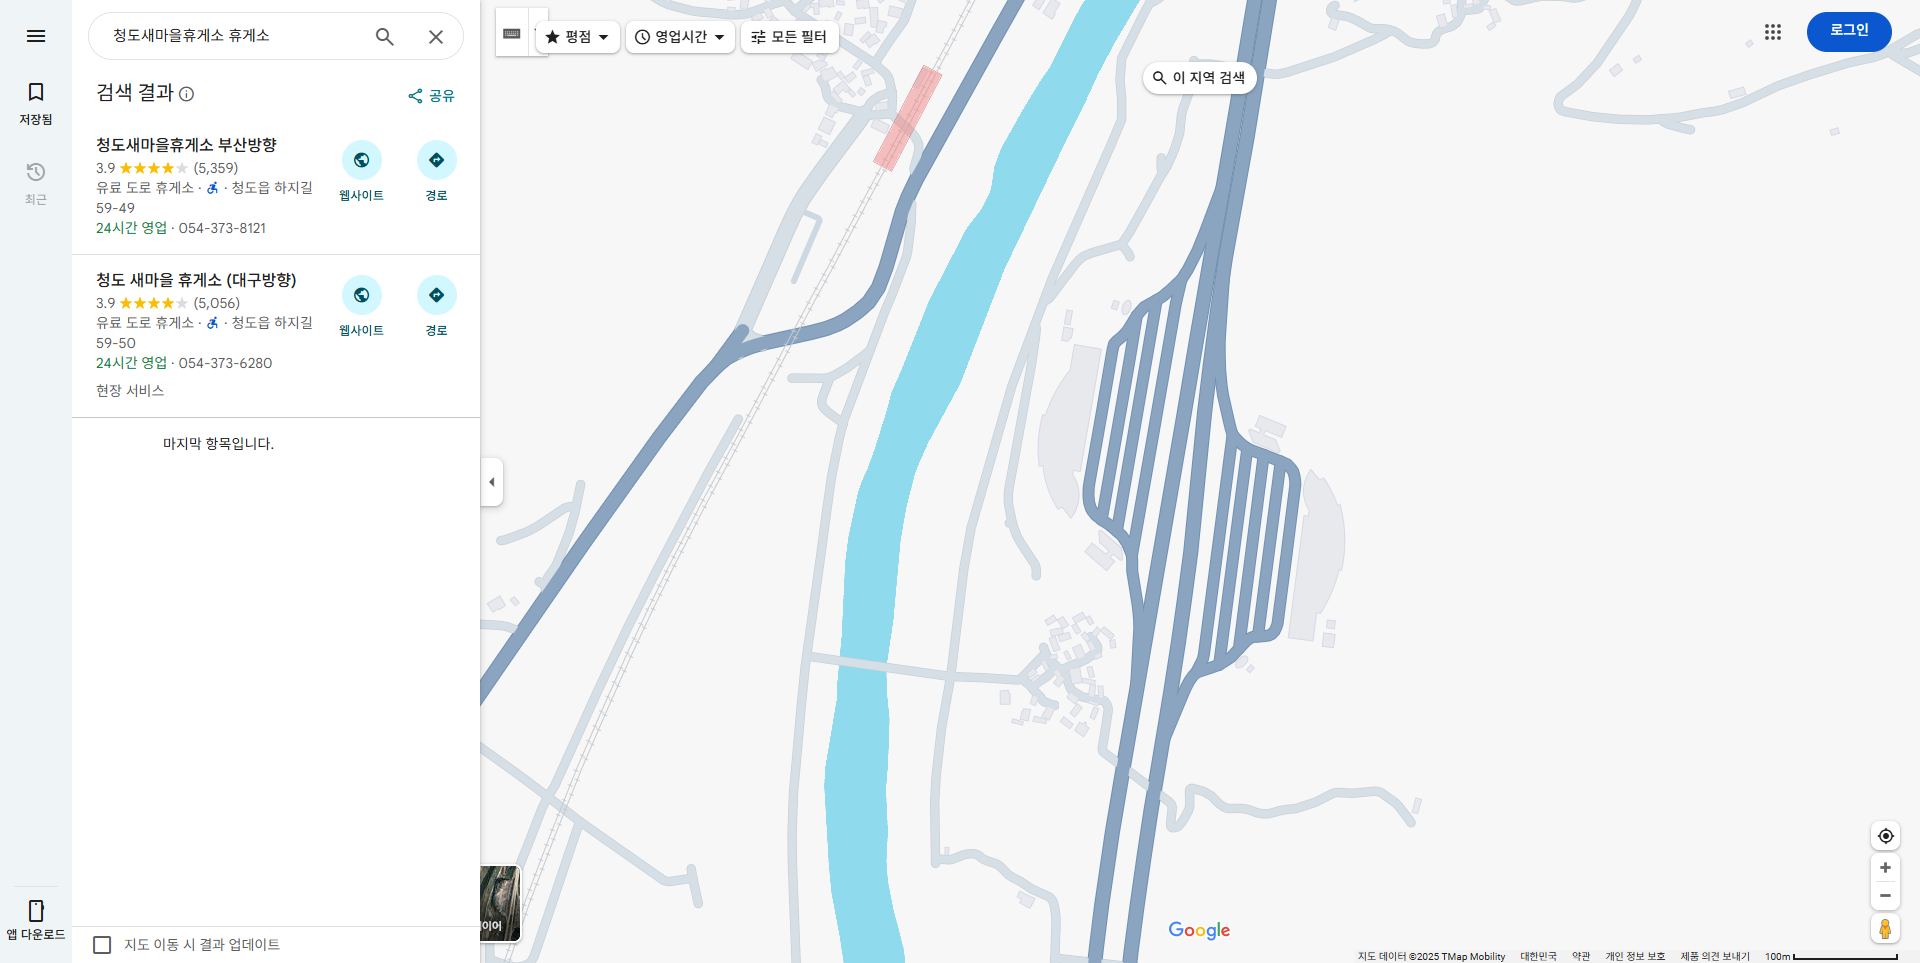 청도새마을휴게소 휴게소
저장됨
최근
앱 다운로드
검색 결과
공유
청도새마을휴게소 부산방향
3.9 (5,359)
유료 도로 휴게소 · · 청도읍 하지길
59-49
24시간 영업 · 054-373-8121
웹사이트
경로
청도 새마을 휴게소 (대구방향)
3.9 (5,056)
유료 도로 휴게소 · · 청도읍 하지길
59-50
24시간 영업 · 054-373-6280
현장 서비스
웹사이트
경로
마지막 항목입니다.
지도 이동 시 결과 업데이트
평점
영업시간
모든 필터
이 지역 검색
로그인
이어
Google
지도 데이터 ©2025 TMap Mobility
대한민국
약관
개인 정보 보호
제품 의견 보내기
100m